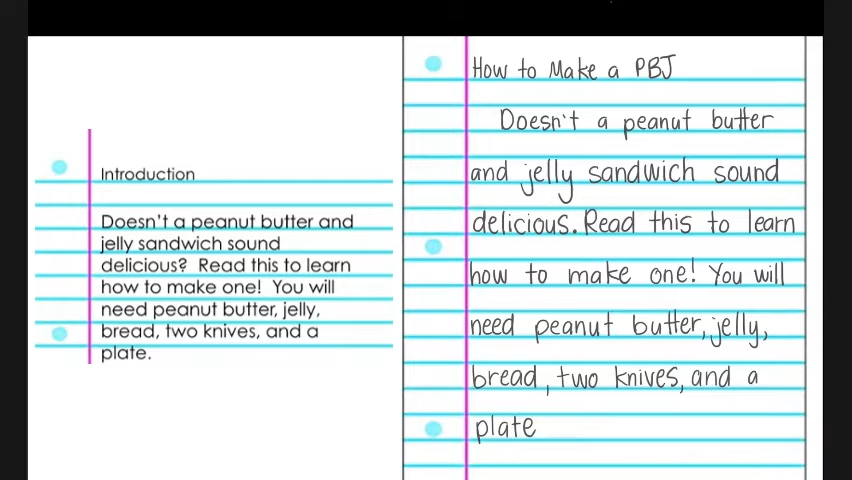 Introduction
Doesn't a peanut butter and
jelly sandwich sound
delicious? Read this to learn
how to make one! You will
need peanut butter, jelly,
bread, two knives, and a
plate.
How to Make a PBJ
Doesn't a peanut butter
and jelly sandwich sound
delicious. Read this to learn
how to make one! You will
need peanut butter, jelly,
bread, two knives, and a
plate